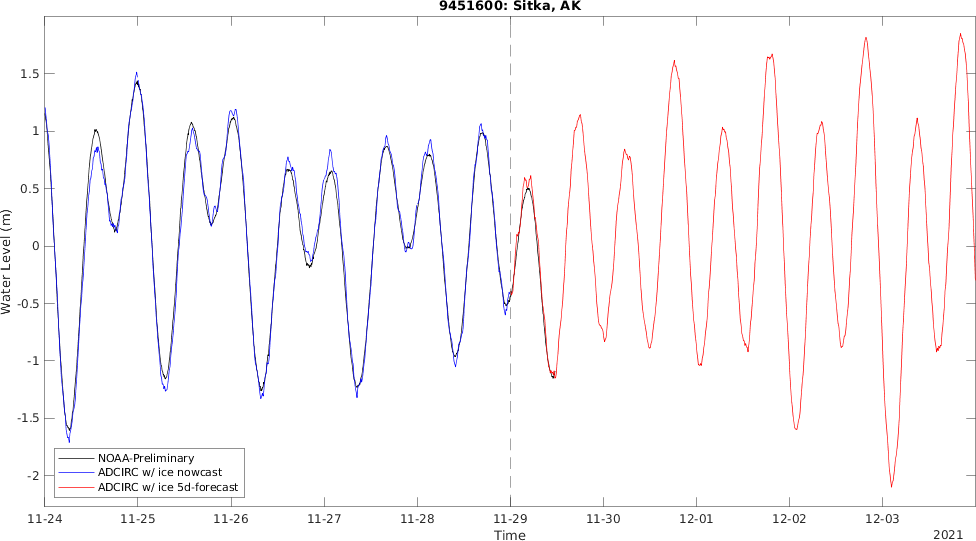 9451600: Sitka, AK
Water Level (m)
1.5
1
0.5
0
-0.5
-1
-1.5
-2
NOAA-Preliminary
ADCIRC w/ ice nowcast
ADCIRC w/ ice 5d-forecast
11-24 11-25 11-26 11-27 11-28 11-29 11-30 12-01 12-02 12-03
Time
2021